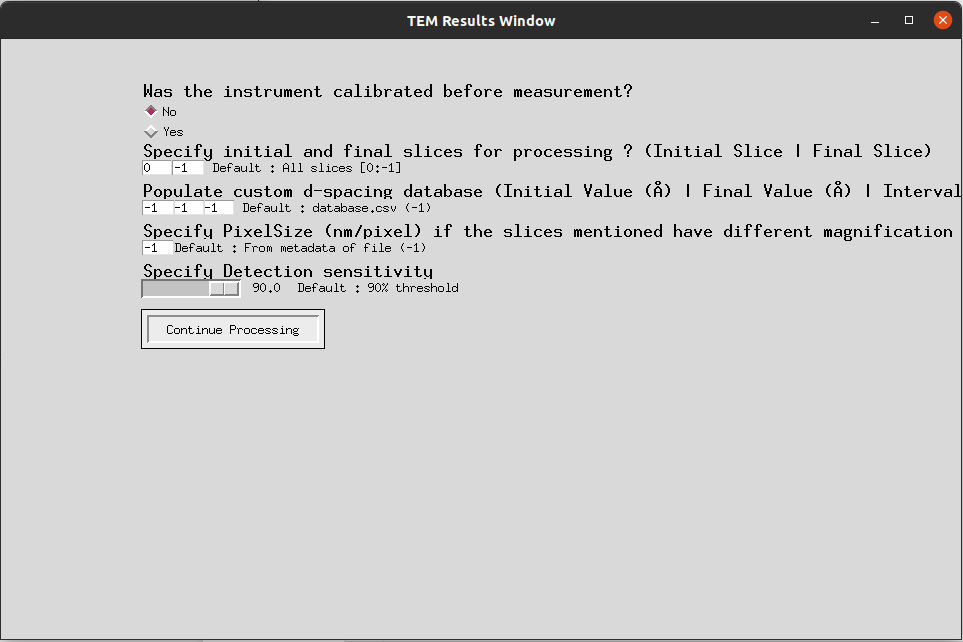 TEM Results Window
Was the instrument calibrated before measurement?
No
Yes
Specify initial and final slices for processing ? (Initial Slice | Final Slice)
0 -1 Default : All slices [0:-1]
Populate custom d-spacing database (Initial Value (Å) | Final Value (Å) | Interval
-1 -1 -1 Default : database.csv (-1)
Specify PixelSize (nm/pixel) if the slices mentioned have different magnification
-1 Default : From metadata of file (-1)
Specify Detection sensitivity
90.0 Default : 90% threshold
Continue Processing